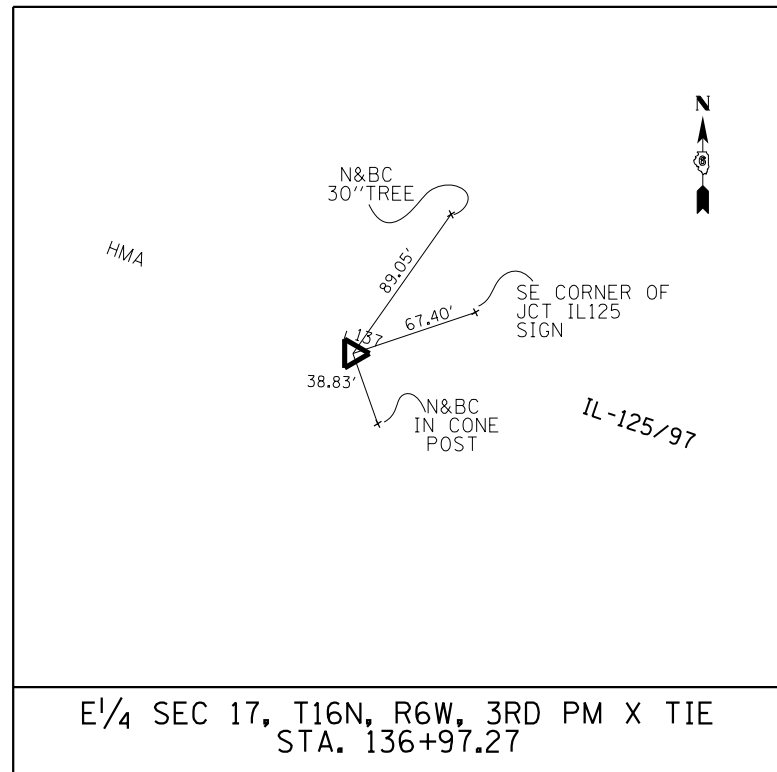 N
6
N&BC
30''TREE
HMA
89.05'
67.40'
SE CORNER OF
JCT IL125
SIGN
137
38.83'
N&BC
IN CONE
POST
IL-125/97
E1/4 SEC 17, T16N, R6W, 3RD PM X TIE
STA. 136+97.27